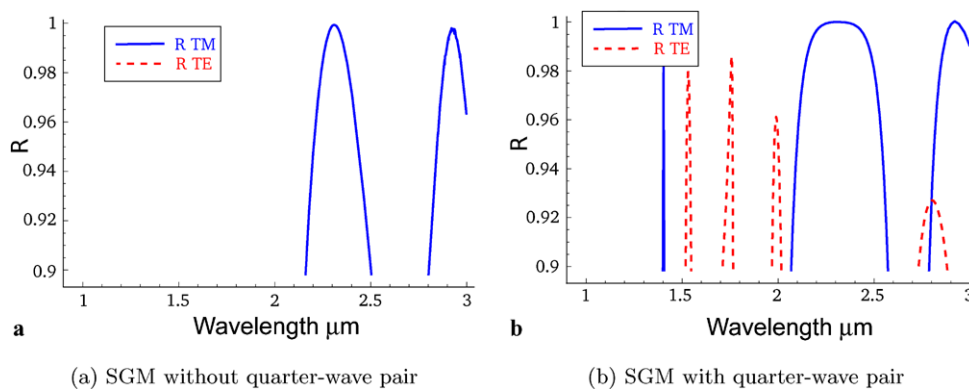 R TM
R TE
1
0.98
0.96
0.94
0.92
0.9
R
1
1.5
2
2.5
3
Wavelength μm
a
(a) SGM without quarter-wave pair
R TM
R TE
1
0.98
0.96
0.94
0.92
0.9
R
1
1.5
2
2.5
3
Wavelength μm
b
(b) SGM with quarter-wave pair